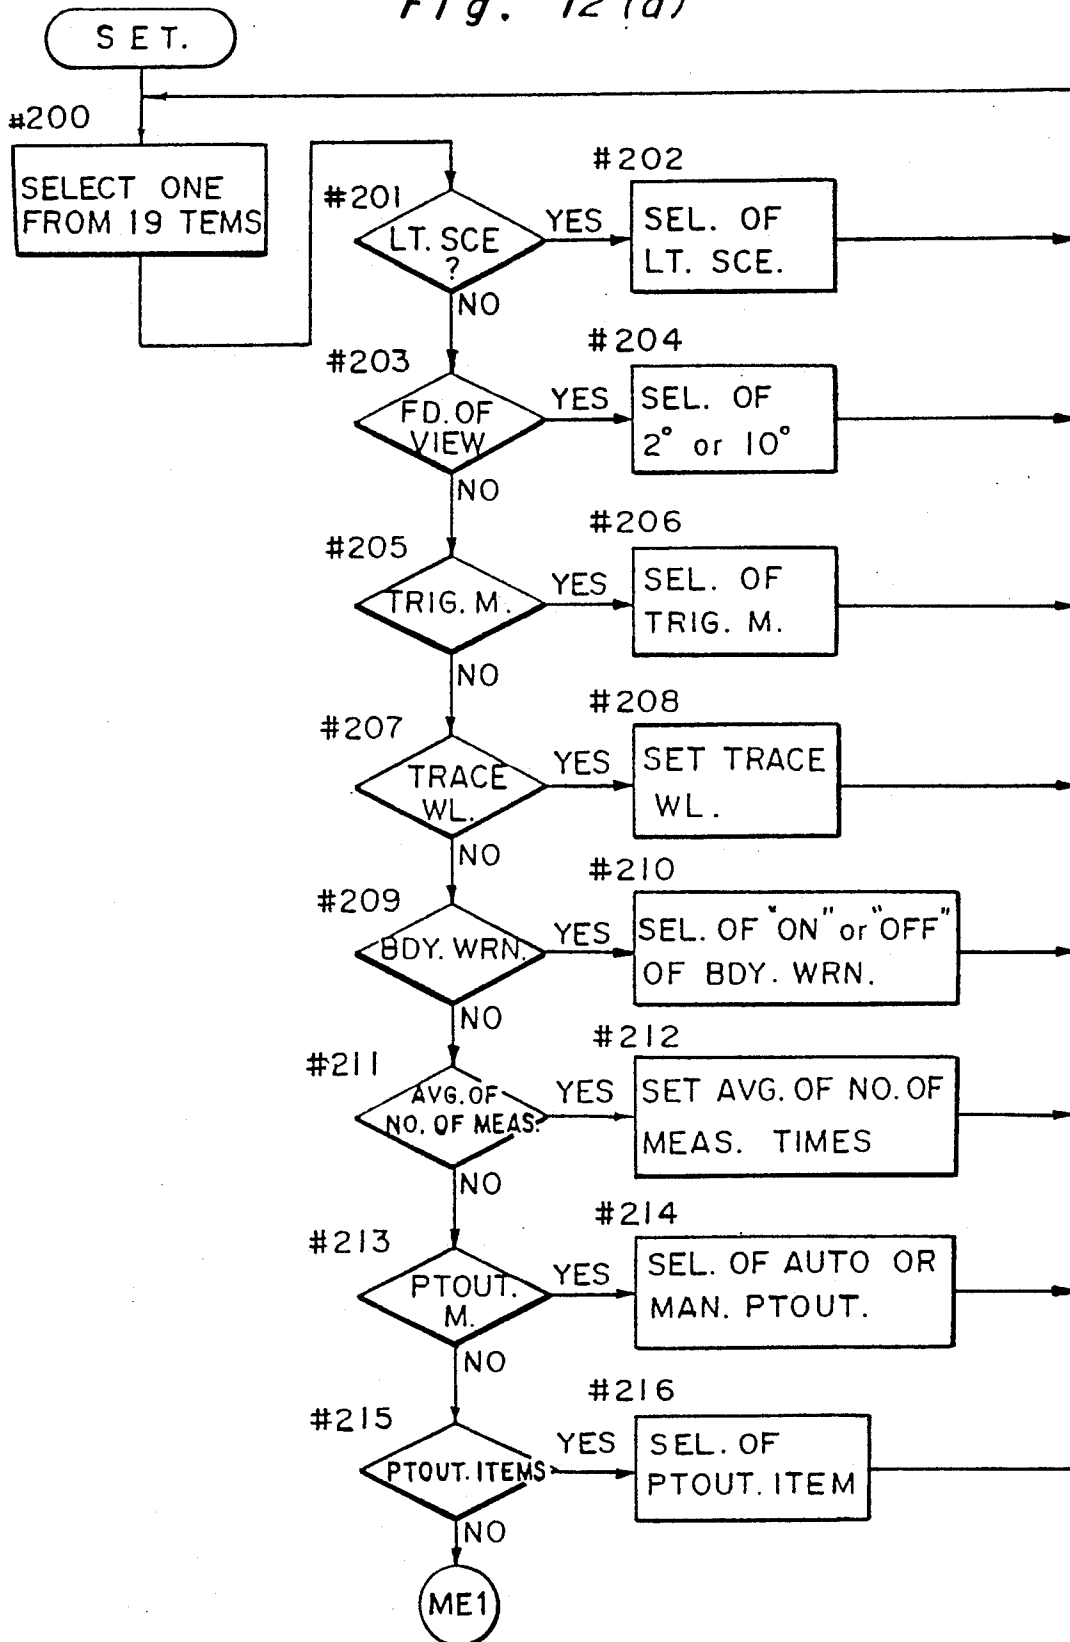 Fig. 12 (a)
SET.
#200
SELECT ONE
FROM 19 TEMS
#201
LT. SCE
?
YES
NO
#202
SEL. OF
LT. SCE.
#203
FD. OF
VIEW
YES
NO
#204
SEL. OF
2° or 10°
#205
TRIG. M.
YES
NO
#206
SEL. OF
TRIG. M.
#207
TRACE
WL.
YES
NO
#208
SET TRACE
WL.
#209
BDY. WRN.
YES
NO
#210
SEL. OF "ON" or "OFF"
OF BDY. WRN.
#211
AVG. OF
NO. OF MEAS.
YES
NO
#212
SET AVG. OF NO. OF
MEAS. TIMES
#213
PTOUT.
M.
YES
NO
#214
SEL. OF AUTO OR
MAN. PTOUT.
#215
PTOUT. ITEMS
YES
NO
#216
SEL. OF
PTOUT. ITEM
ME1